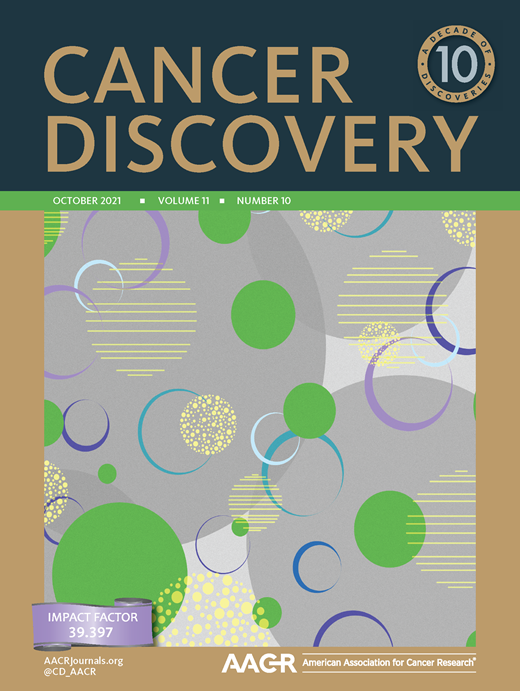 CANCER
DISCOVERY
A DECADE OF
10
DISCOVERIES
OCTOBER 2021 ■ VOLUME 11 ■ NUMBER 10
IMPACT FACTOR
39.397
AACRJournals.org
@CD_AACR
AACR American Association for Cancer Research®